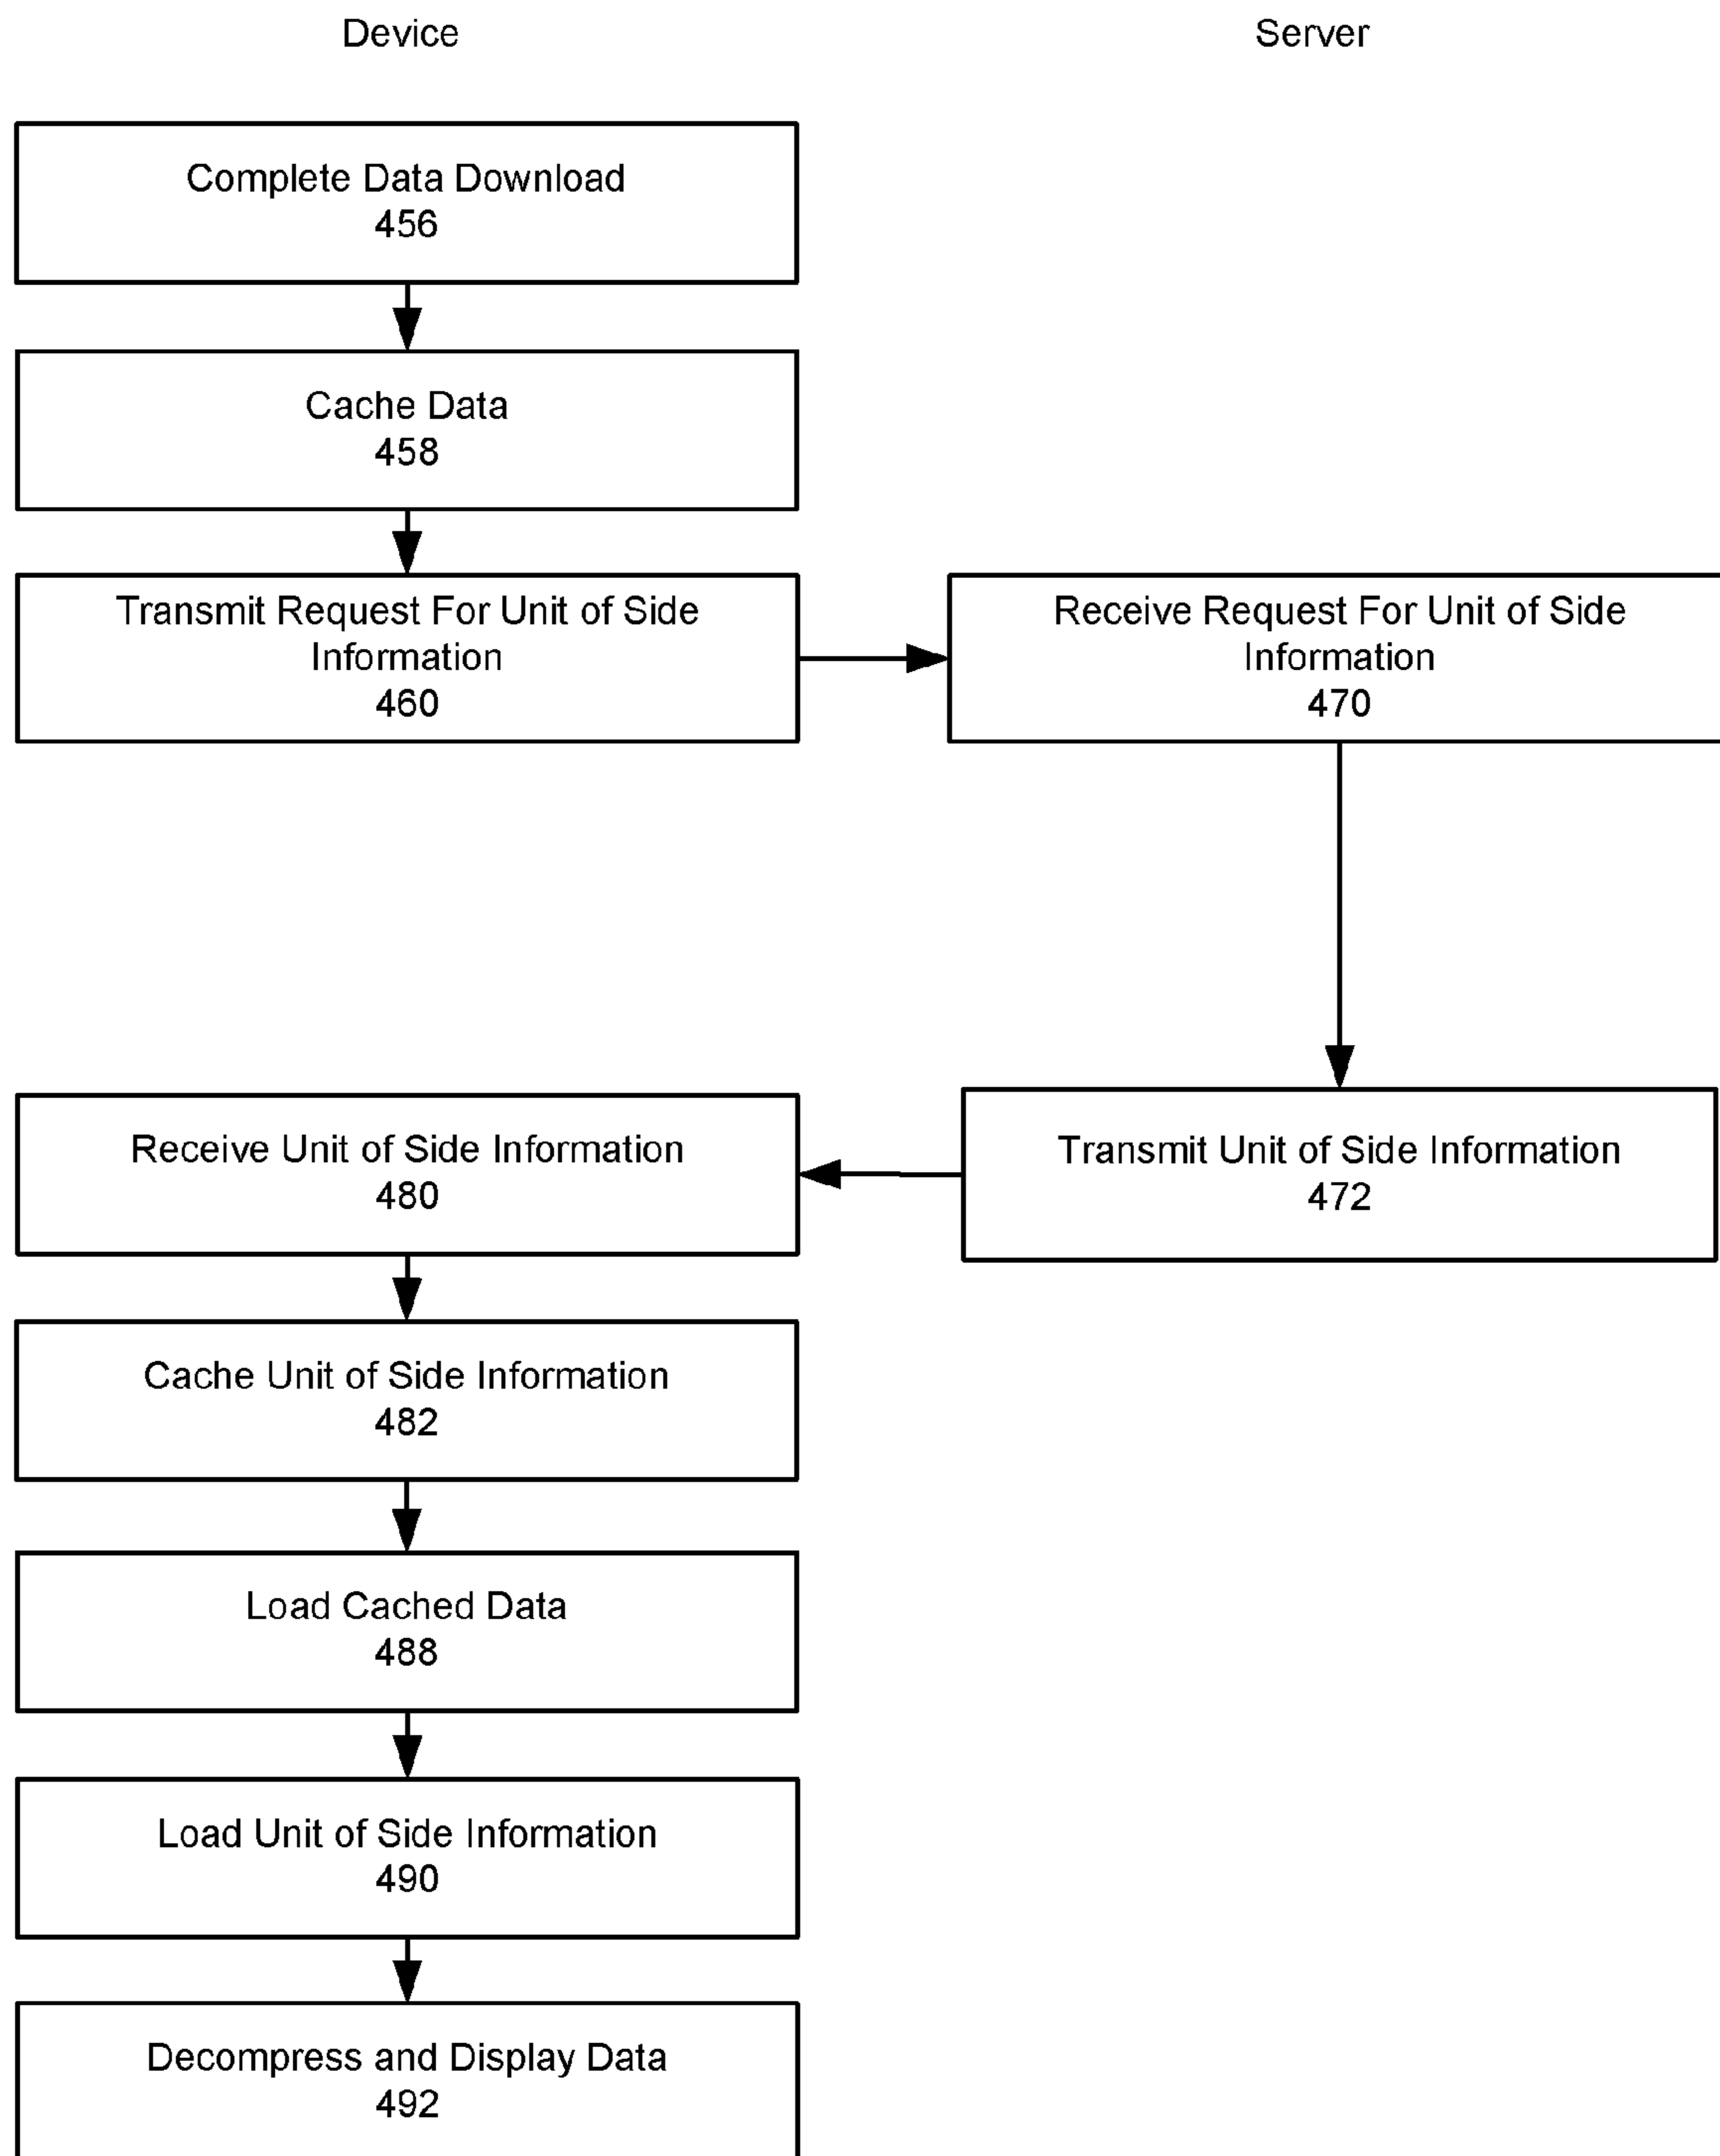 Device
Server
Complete Data Download
456
Cache Data
458
Transmit Request For Unit of Side
Information
460
Receive Request For Unit of Side
Information
470
Transmit Unit of Side Information
472
Receive Unit of Side Information
480
Cache Unit of Side Information
482
Load Cached Data
488
Load Unit of Side Information
490
Decompress and Display Data
492